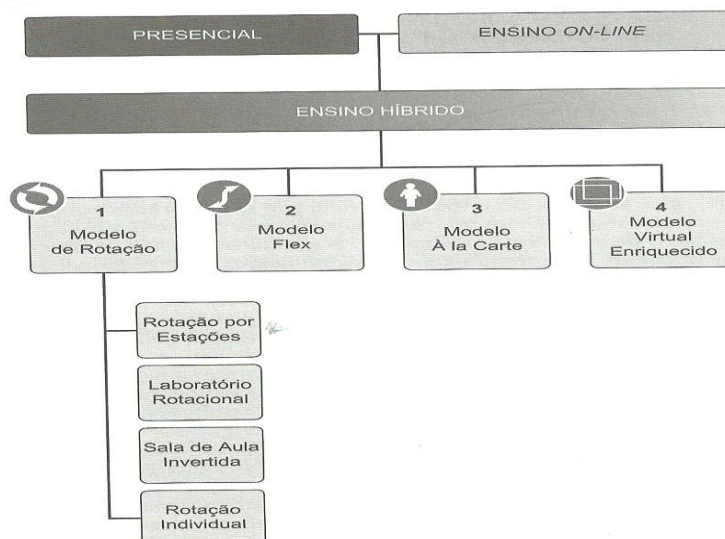 PRESENCIAL
ENSINO ON-LINE
ENSINO HÍBRIDO
1
Modelo
de Rotação
2
Modelo
Flex
3
Modelo
À la Carte
4
Modelo
Virtual
Enriquecido
Rotação por
Estações
Laboratório
Rotacional
Sala de Aula
Invertida
Rotação
Individual